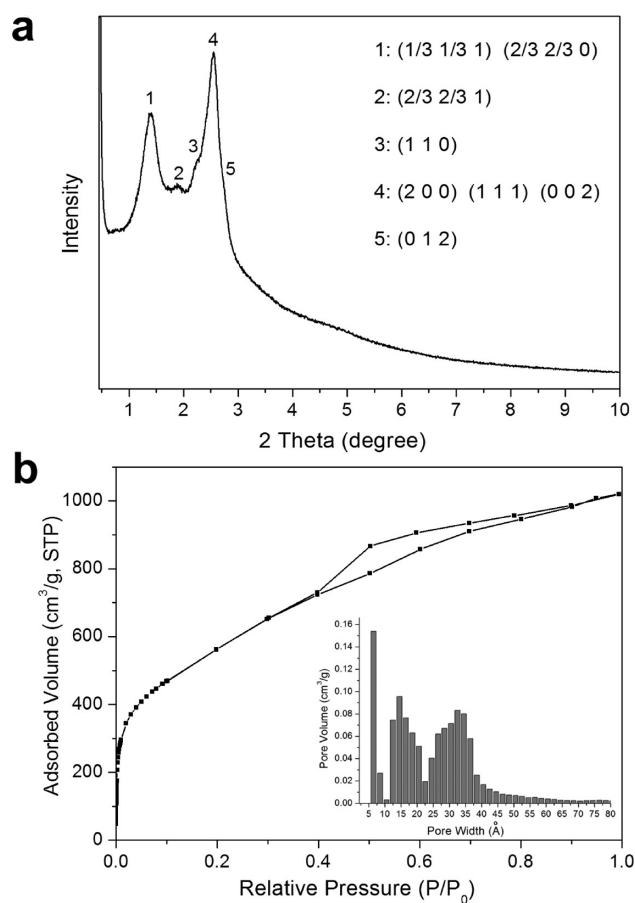 a
1: (1/3 1/3 1) (2/3 2/3 0)
2: (2/3 2/3 1)
3: (1 1 0)
4: (2 0 0) (1 1 1) (0 0 2)
5: (0 1 2)
1
2
3
4
5
Intensity
1 2 3 4 5 6 7 8 9 10
2 Theta (degree)
b
Adsorbed Volume (cm³/g, STP)
1000
800
600
400
200
0
0.0 0.2 0.4 0.6 0.8 1.0
Relative Pressure (P/P₀)
Pore Volume (cm³/g)
0.16
0.14
0.12
0.10
0.08
0.06
0.04
0.02
0.00
5 10 15 20 25 30 35 40 45 50 55 60 65 70 75 80
Pore Width (Å)